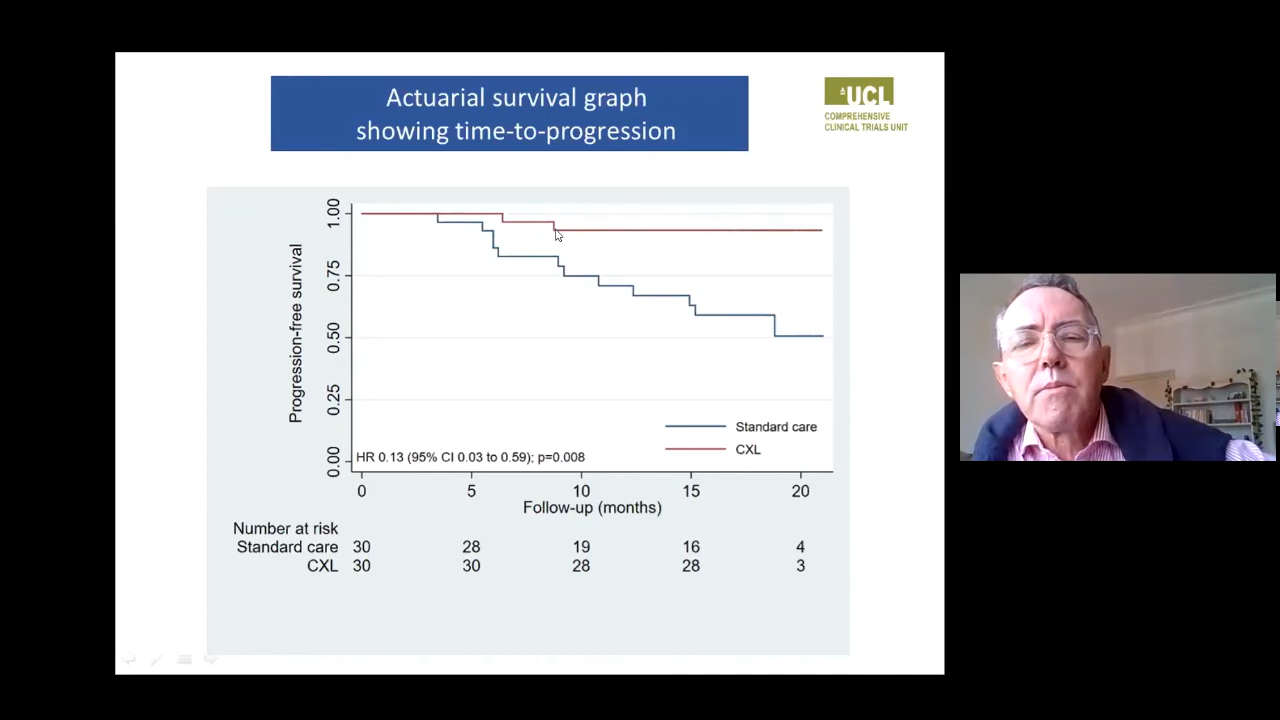 Actuarial survival graph
showing time-to-progression
UCL
COMPREHENSIVE
CLINICAL TRIALS UNIT
Progression-free survival
1.00
0.75
0.50
0.25
0.00
Standard care
CXL
HR 0.13 (95% CI 0.03 to 0.59); p=0.008
0 5 10 15 20
Follow-up (months)
Number at risk
Standard care 30 28 19 16 4
CXL 30 30 28 28 3